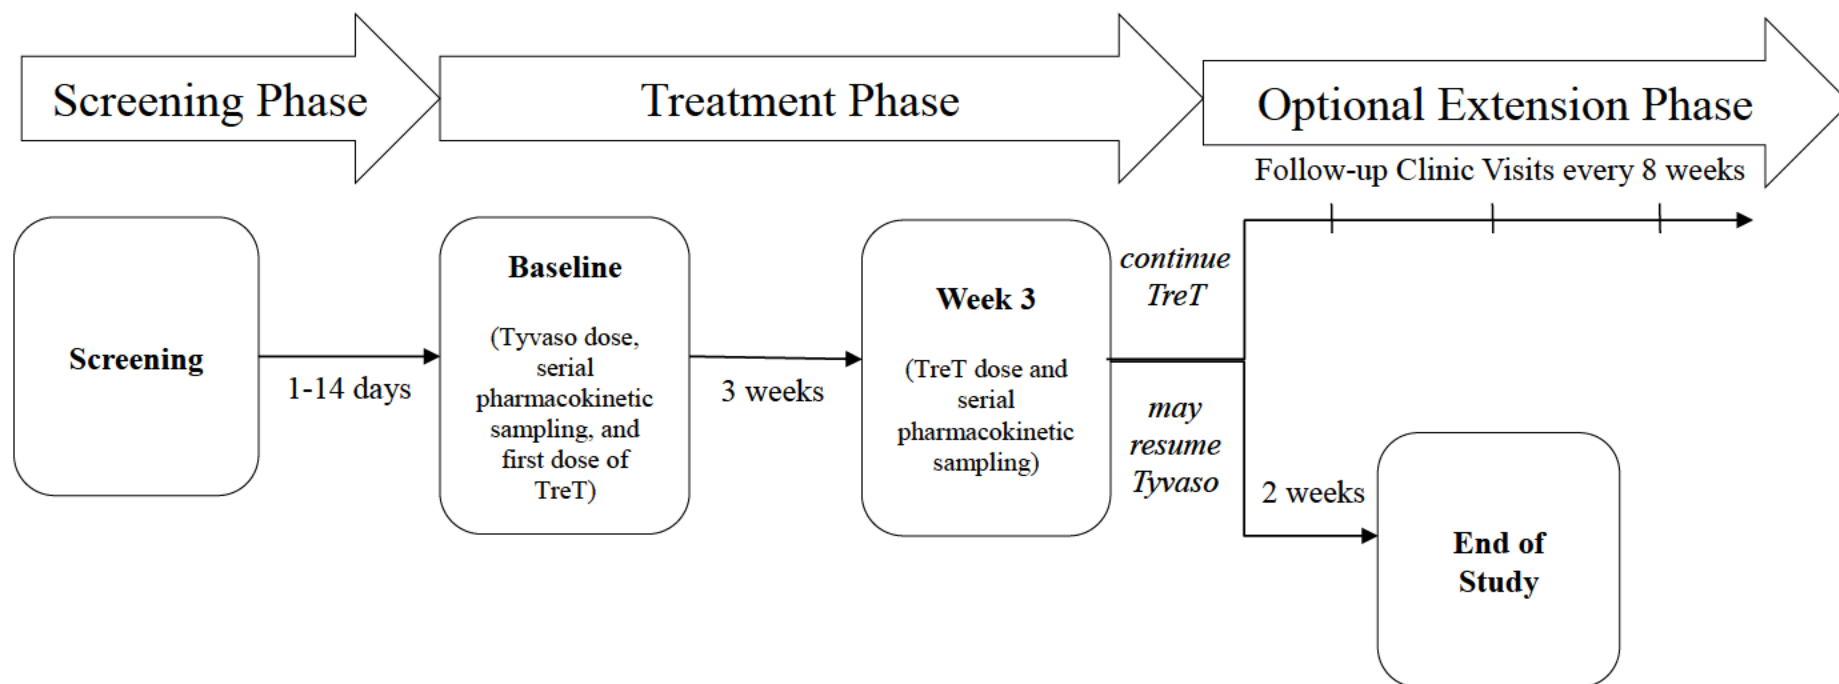 Screening Phase
Treatment Phase
Optional Extension Phase
Follow-up Clinic Visits every 8 weeks
Screening
1-14 days
Baseline
(Tyvaso dose,
serial
pharmacokinetic
sampling, and
first dose of
TreT)
3 weeks
Week 3
(TreT dose and
serial
pharmacokinetic
sampling)
continue
TreT
may
resume
Tyvaso
2 weeks
End of
Study